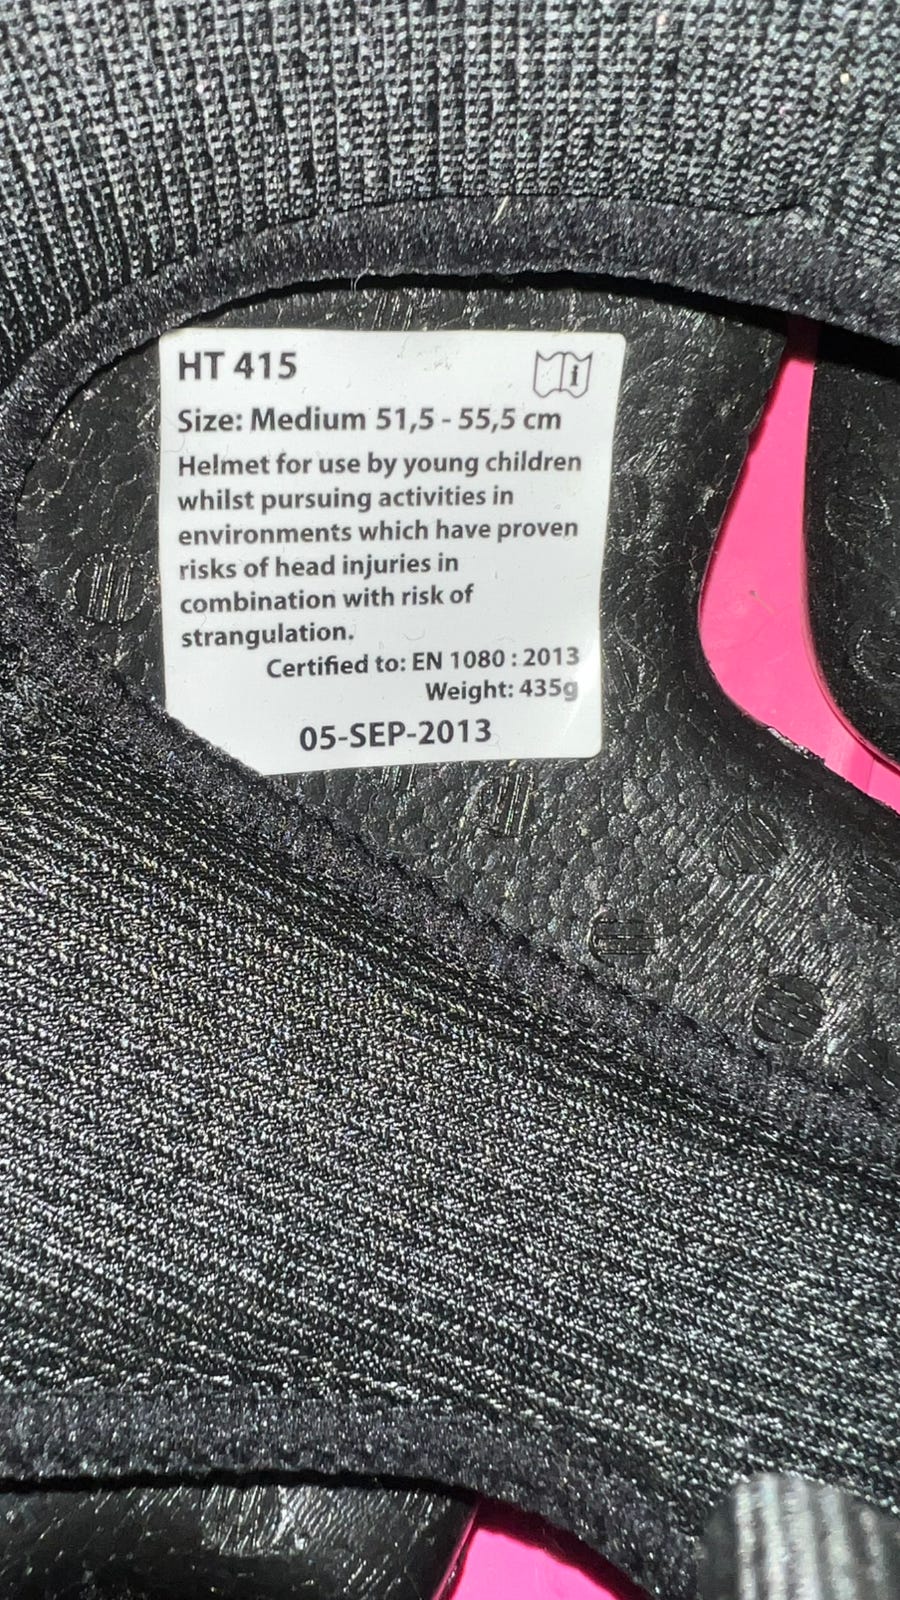 HT 415
i
Size: Medium 51,5 - 55,5 cm
Helmet for use by young children
whilst pursuing activities in
environments which have proven
risks of head injuries in
combination with risk of
strangulation.
Certified to: EN 1080 : 2013
Weight: 435g
05-SEP-2013